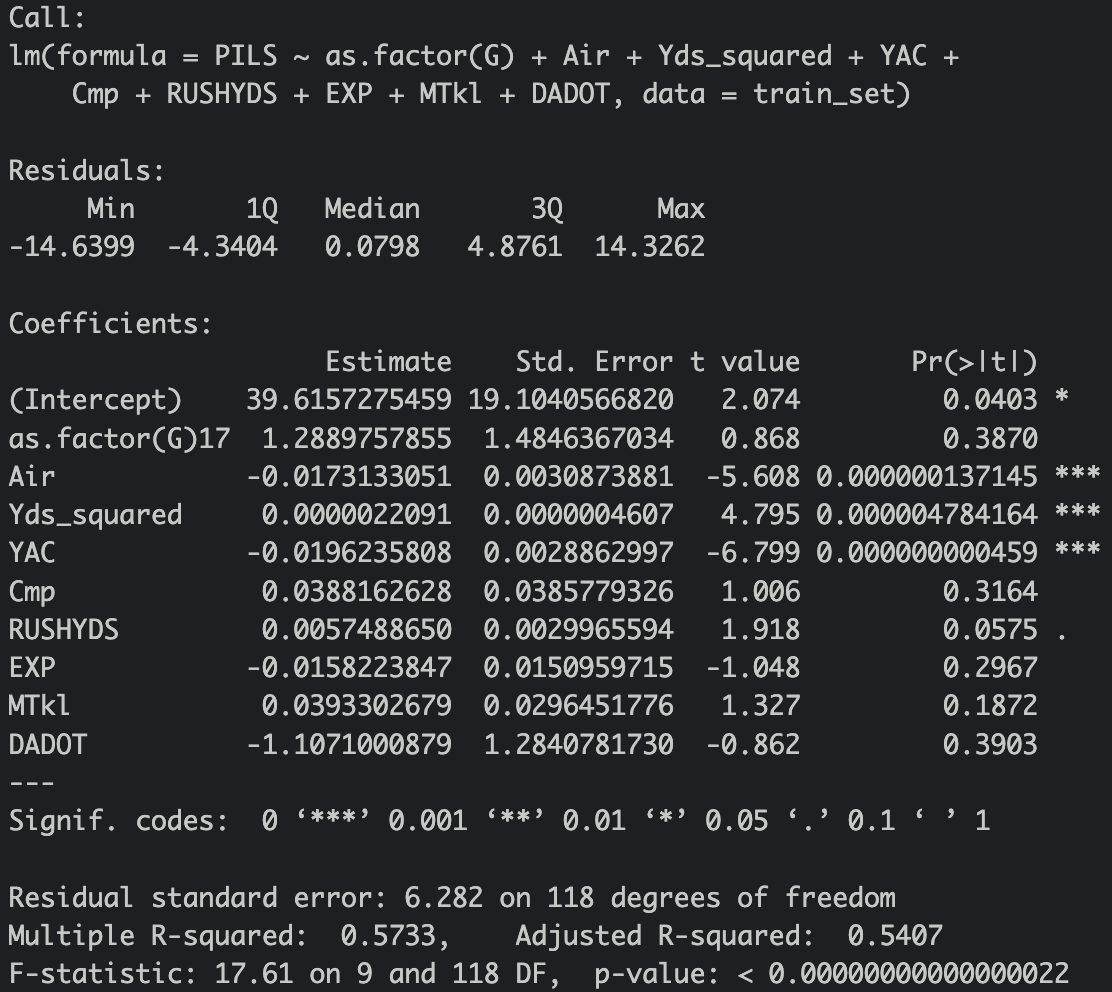 Call:
lm(formula = PILS ~ as.factor(G) + Air + Yds_squared + YAC +
    Cmp + RUSHYDS + EXP + MTkl + DADOT, data = train_set)

Residuals:
     Min       1Q   Median       3Q      Max
-14.6399  -4.3404   0.0798   4.8761  14.3262

Coefficients:
                    Estimate    Std. Error t value       Pr(>|t|)
(Intercept)    39.6157275459 19.1040566820   2.074         0.0403 *
as.factor(G)17  1.2889757855  1.4846367034   0.868         0.3870
Air            -0.0173133051  0.0030873881  -5.608 0.000000137145 ***
Yds_squared     0.0000022091  0.0000004607   4.795 0.000004784164 ***
YAC            -0.0196235808  0.0028862997  -6.799 0.000000000459 ***
Cmp             0.0388162628  0.0385779326   1.006         0.3164
RUSHYDS         0.0057488650  0.0029965594   1.918         0.0575 .
EXP            -0.0158223847  0.0150959715  -1.048         0.2967
MTkl            0.0393302679  0.0296451776   1.327         0.1872
DADOT          -1.1071000879  1.2840781730  -0.862         0.3903
---
Signif. codes:  0 ‘***’ 0.001 ‘**’ 0.01 ‘*’ 0.05 ‘.’ 0.1 ‘ ’ 1

Residual standard error: 6.282 on 118 degrees of freedom
Multiple R-squared:  0.5733,    Adjusted R-squared:  0.5407
F-statistic: 17.61 on 9 and 118 DF,  p-value: < 0.00000000000000022